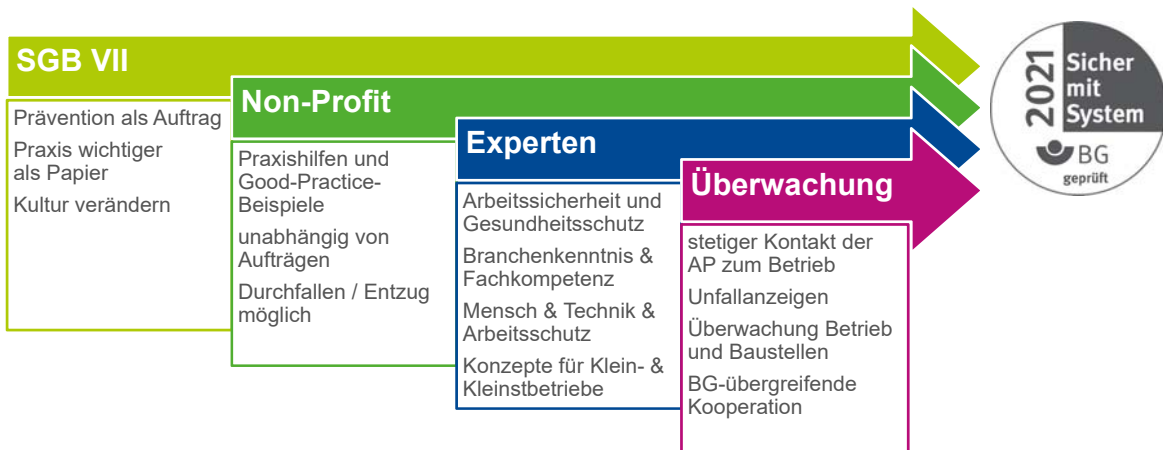 SGB VII
Prävention als Auftrag
Praxis wichtiger
als Papier
Kultur verändern
Non-Profit
Praxishilfen und
Good-Practice-
Beispiele
unabhängig von
Aufträgen
Durchfallen / Entzug
möglich
Experten
Arbeitssicherheit und
Gesundheitsschutz
Branchenkenntnis &
Fachkompetenz
Mensch & Technik &
Arbeitsschutz
Konzepte für Klein- &
Kleinstbetriebe
Überwachung
stetiger Kontakt der
AP zum Betrieb
Unfallanzeigen
Überwachung Betrieb
und Baustellen
BG-übergreifende
Kooperation
2021
Sicher
mit
System
BG
geprüft